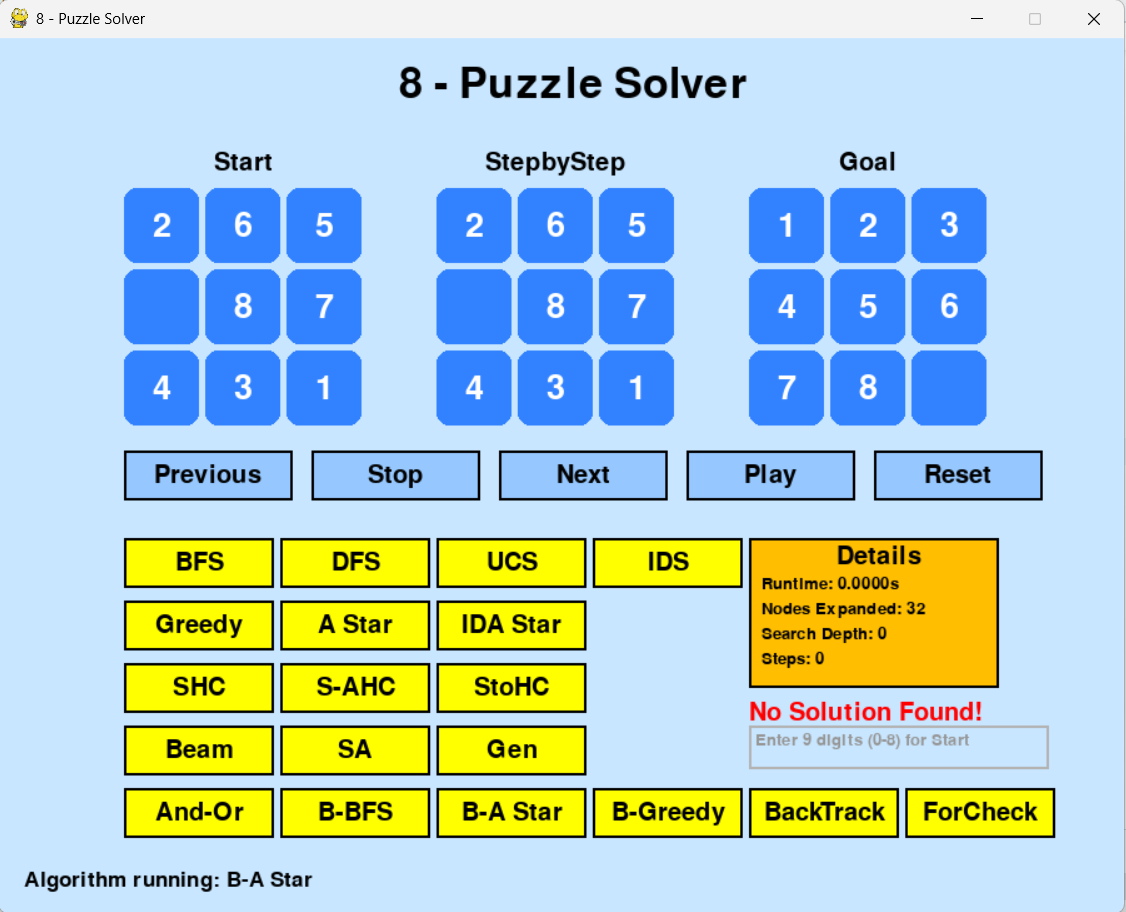 8 - Puzzle Solver
8 - Puzzle Solver
Start StepbyStep Goal
2 6 5 2 6 5 1 2 3
8 7 8 7 4 5 6
4 3 1 4 3 1 7 8
Previous Stop Next Play Reset
BFS DFS UCS IDS
Details
Runtime: 0.0000s
Nodes Expanded: 32
Search Depth: 0
Steps: 0
Greedy A Star IDA Star
SHC S-AHC StoHC
No Solution Found!
Enter 9 digits (0-8) for Start
Beam SA Gen
And-Or B-BFS B-A Star B-Greedy BackTrack ForCheck
Algorithm running: B-A Star